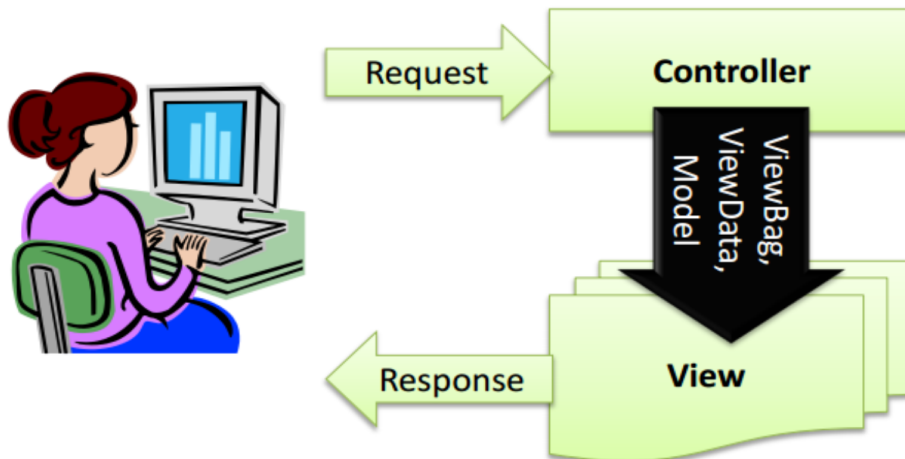 Request
Controller
ViewBag,
ViewData,
Model
Response
View